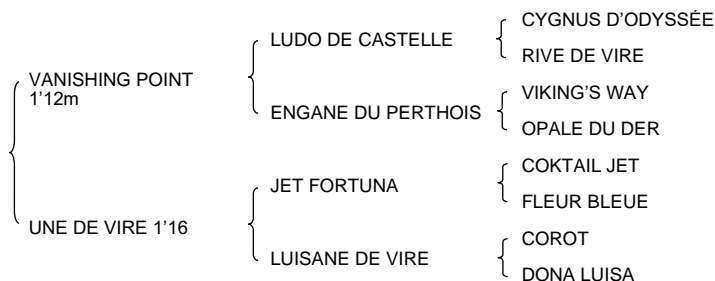 CYGNUS D'ODYSSÉE
LUDO DE CASTELLE
RIVE DE VIRE
VANISHING POINT
1'12m
VIKING'S WAY
ENGANE DU PERTHOIS
OPALE DU DER
COKTAIL JET
JET FORTUNA
FLEUR BLEUE
UNE DE VIRE 1'16
COROT
LUISANE DE VIRE
DONA LUISA